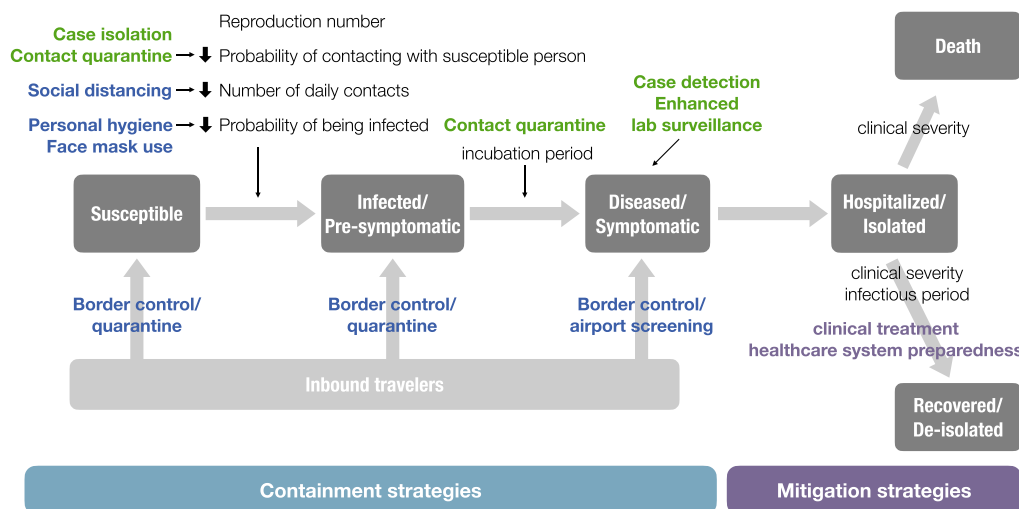 Reproduction number
Case isolation
Contact quarantine
Probability of contacting with susceptible person
Social distancing
Number of daily contacts
Personal hygiene
Face mask use
Probability of being infected
Contact quarantine
incubation period
Case detection
Enhanced
lab surveillance
Death
clinical severity
Susceptible
Infected/
Pre-symptomatic
Diseased/
Symptomatic
Hospitalized/
Isolated
Border control/
quarantine
Border control/
quarantine
Border control/
airport screening
clinical severity
infectious period
clinical treatment
healthcare system preparedness
Inbound travelers
Recovered/
De-isolated
Containment strategies
Mitigation strategies